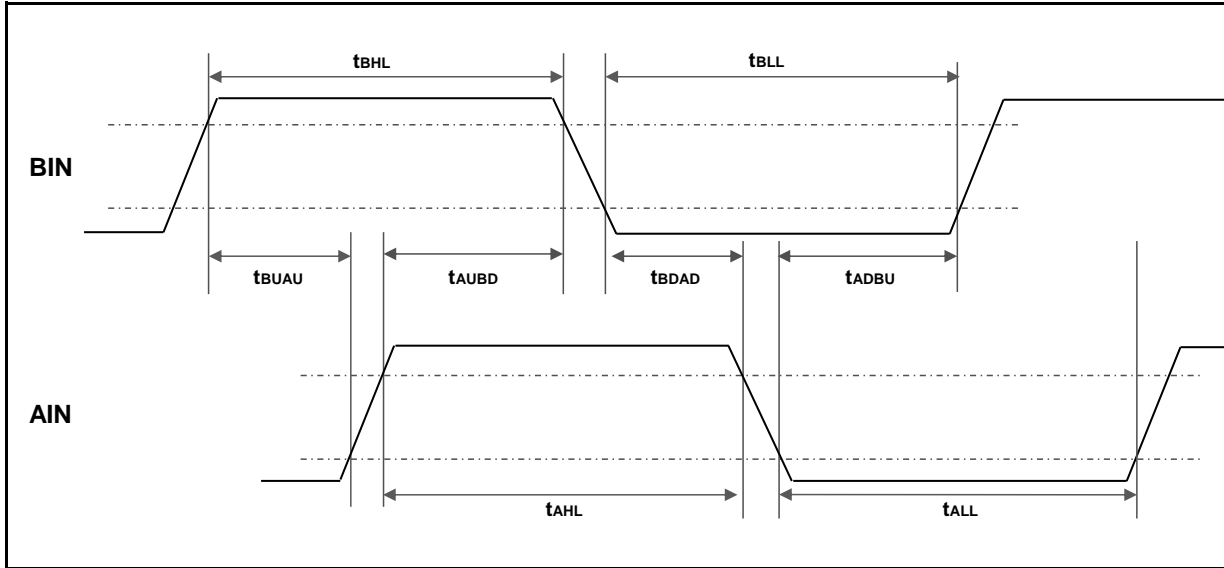 tBHL
tBLL
BIN
tBUAU
tAUBD
tBDAD
tADBU
AIN
tAHL
tALL